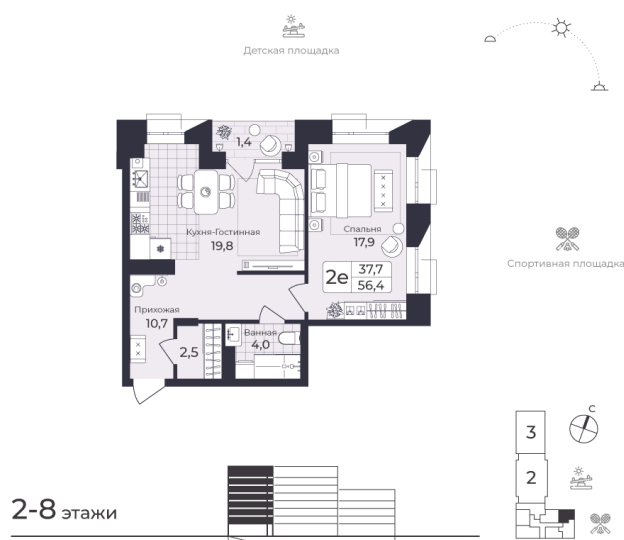 Детская площадка
1,4
Кухня-Гостинная
19,8
Спальня
17,9
2е
37,7
56,4
Спортивная площадка
Прихожая
10,7
2,5
Ванная
4,0
С
3
2
2-8 этажи